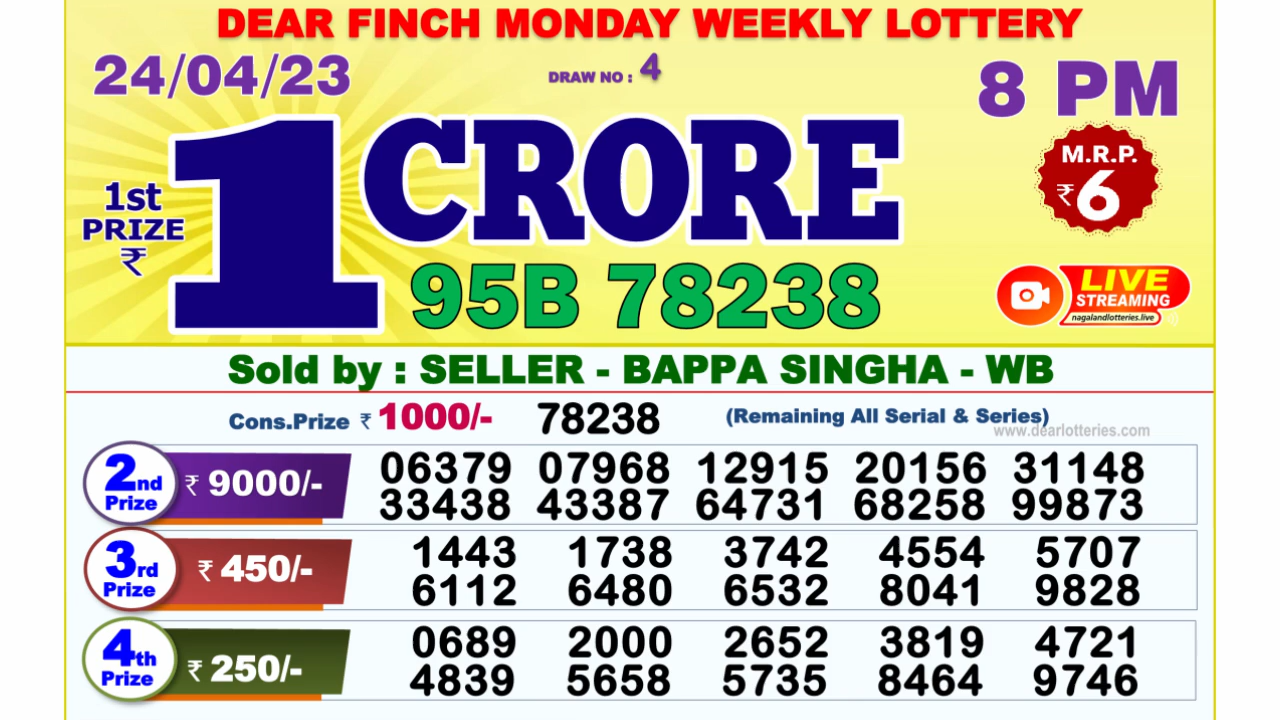 DEAR FINCH MONDAY WEEKLY LOTTERY
24/04/23
DRAW NO : 4
8 PM
1st
PRIZE
₹
1 CRORE
M.R.P.
₹ 6
95B 78238
LIVE
STREAMING
nagalandlotteries.live
Sold by : SELLER - BAPPA SINGHA - WB
Cons.Prize ₹ 1000/- 78238 (Remaining All Serial & Series)
www.dearlotteries.com
2nd Prize ₹ 9000/-
06379 07968 12915 20156 31148
33438 43387 64731 68258 99873
3rd Prize ₹ 450/-
1443 1738 3742 4554 5707
6112 6480 6532 8041 9828
4th Prize ₹ 250/-
0689 2000 2652 3819 4721
4839 5658 5735 8464 9746